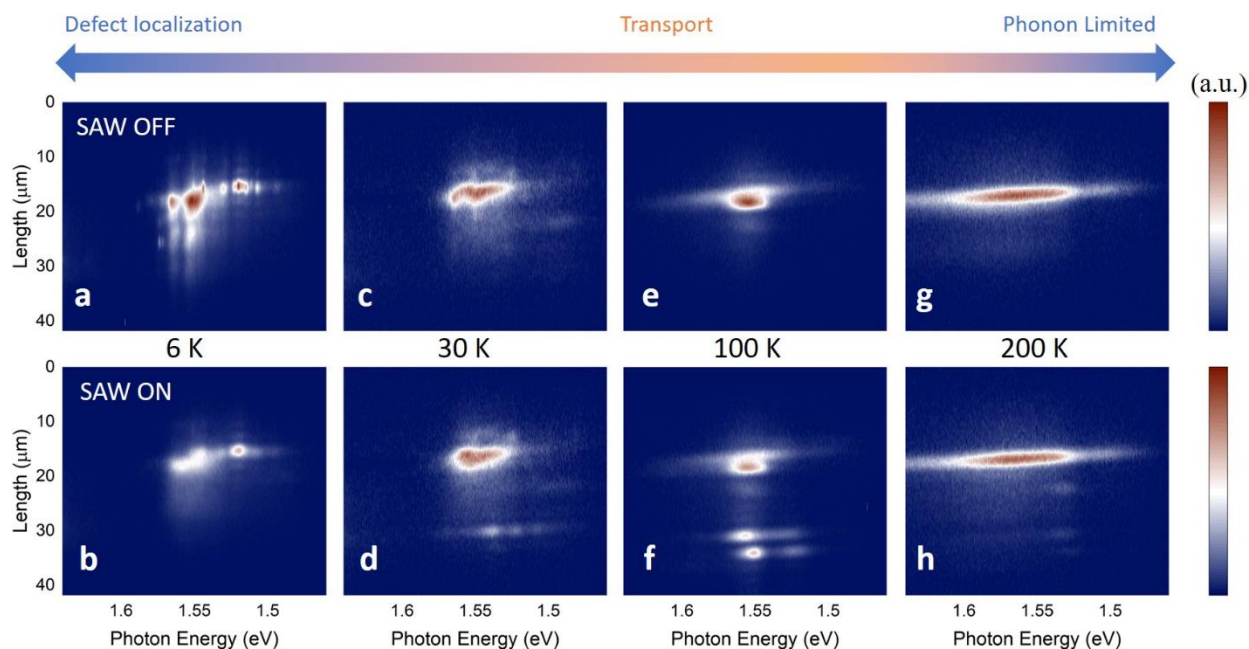 Defect localization Transport Phonon Limited
(a.u.)
0
10
20
30
40
Length (μm)
SAW OFF
a
c
e
g
6 K 30 K 100 K 200 K
0
10
20
30
40
Length (μm)
SAW ON
b
d
f
h
1.6 1.55 1.5 1.6 1.55 1.5 1.6 1.55 1.5 1.6 1.55 1.5
Photon Energy (eV) Photon Energy (eV) Photon Energy (eV) Photon Energy (eV)